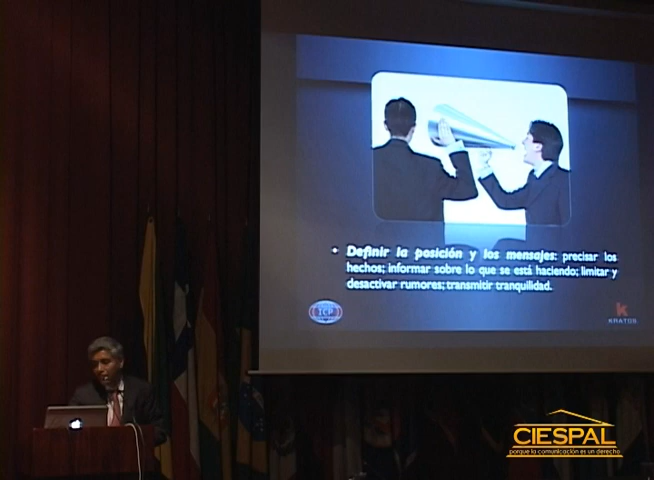 Definir la posición y los mensajes: precisar los
hechos; informar sobre lo que se está haciendo; limitar y
desactivar rumores; transmitir tranquilidad.
ICP
KRATOS
CIESPAL
porque la comunicación es un derecho